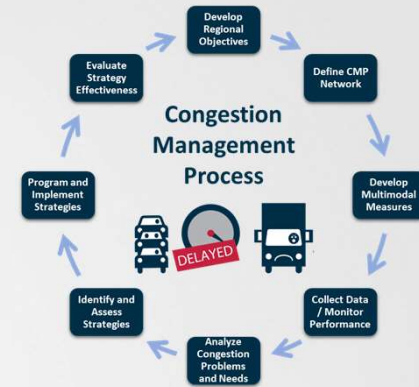 Develop
Regional
Objectives
Define CMP
Network
Develop
Multimodal
Measures
Collect Data
/ Monitor
Performance
Analyze
Congestion
Problems
and Needs
Identify and
Assess
Strategies
Program and
Implement
Strategies
Evaluate
Strategy
Effectiveness
Congestion
Management
Process
DELAYED